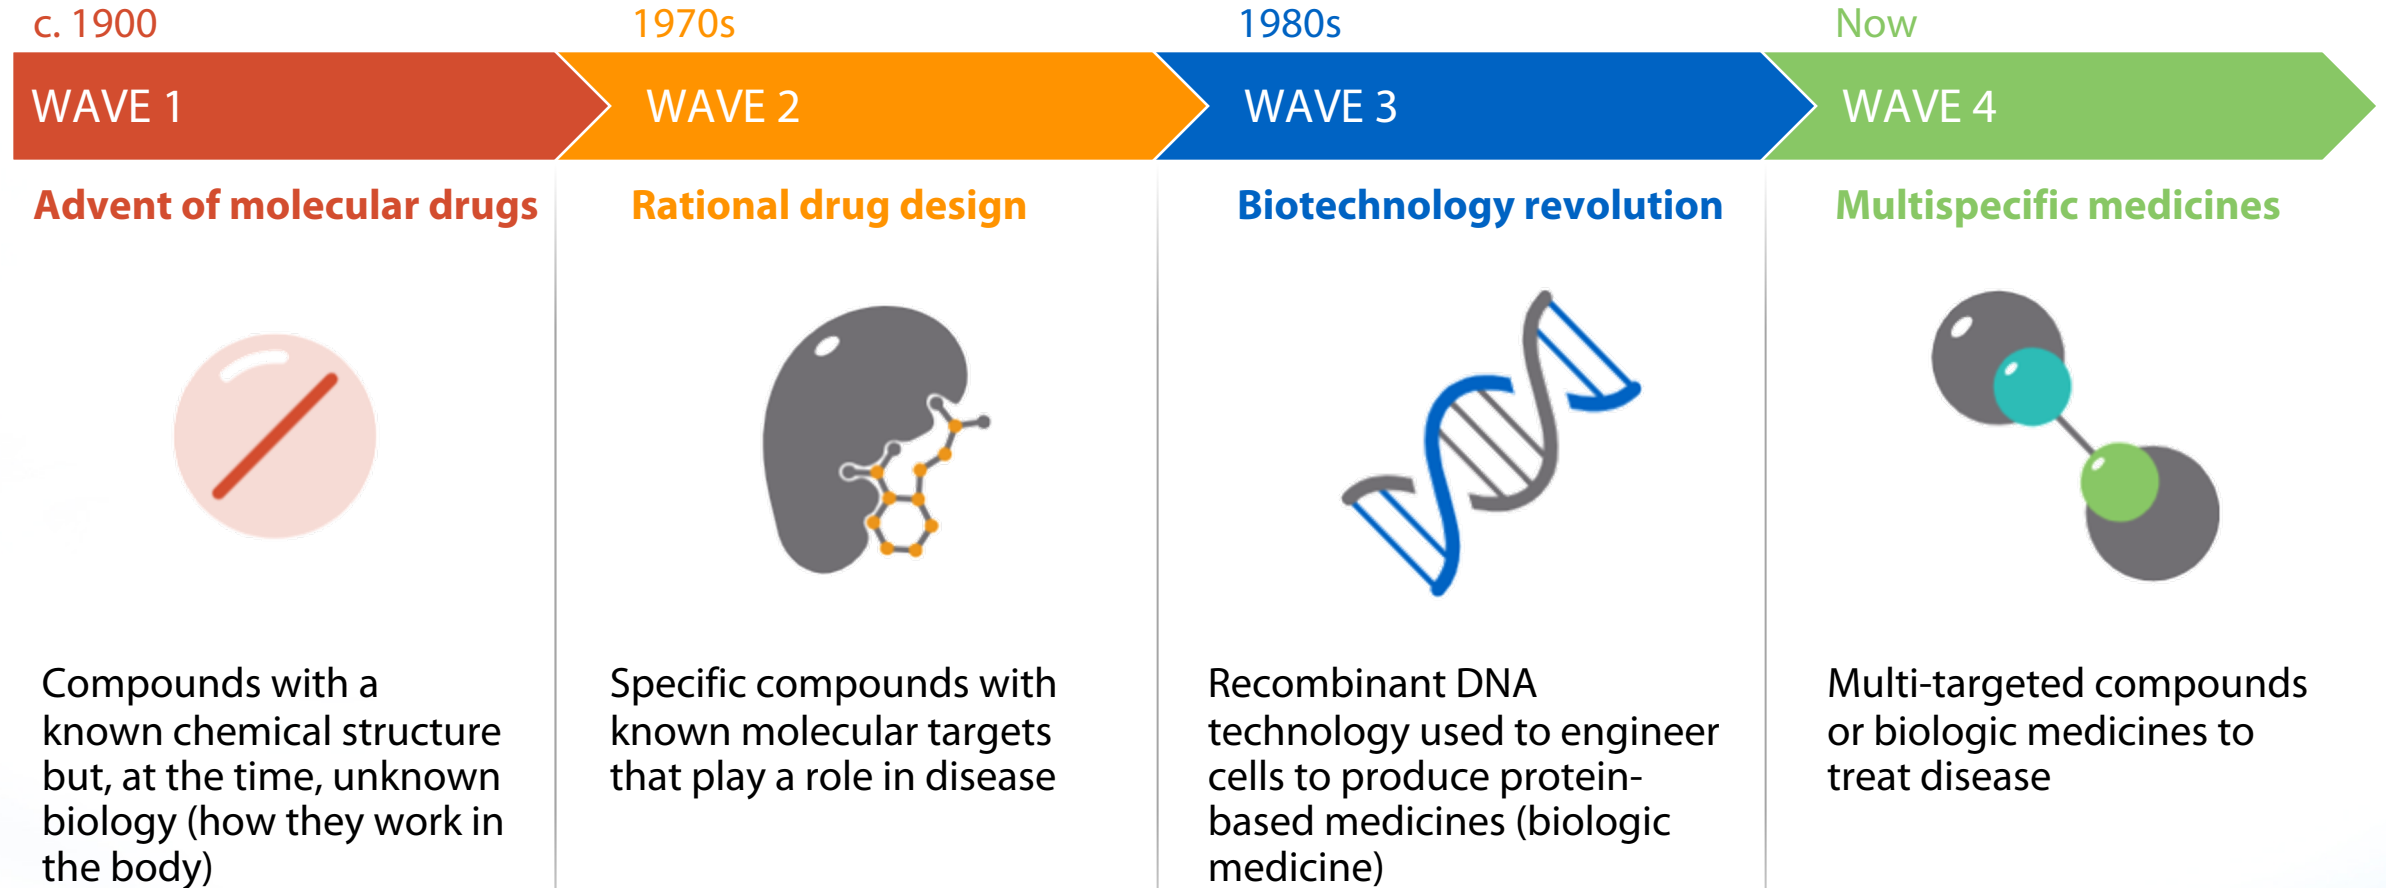 c. 1900
1970s
1980s
Now
WAVE 1
WAVE 2
WAVE 3
WAVE 4
Advent of molecular drugs
Rational drug design
Biotechnology revolution
Multispecific medicines
Compounds with a
known chemical structure
but, at the time, unknown
biology (how they work in
the body)
Specific compounds with
known molecular targets
that play a role in disease
Recombinant DNA
technology used to engineer
cells to produce protein-
based medicines (biologic
medicine)
Multi-targeted compounds
or biologic medicines to
treat disease